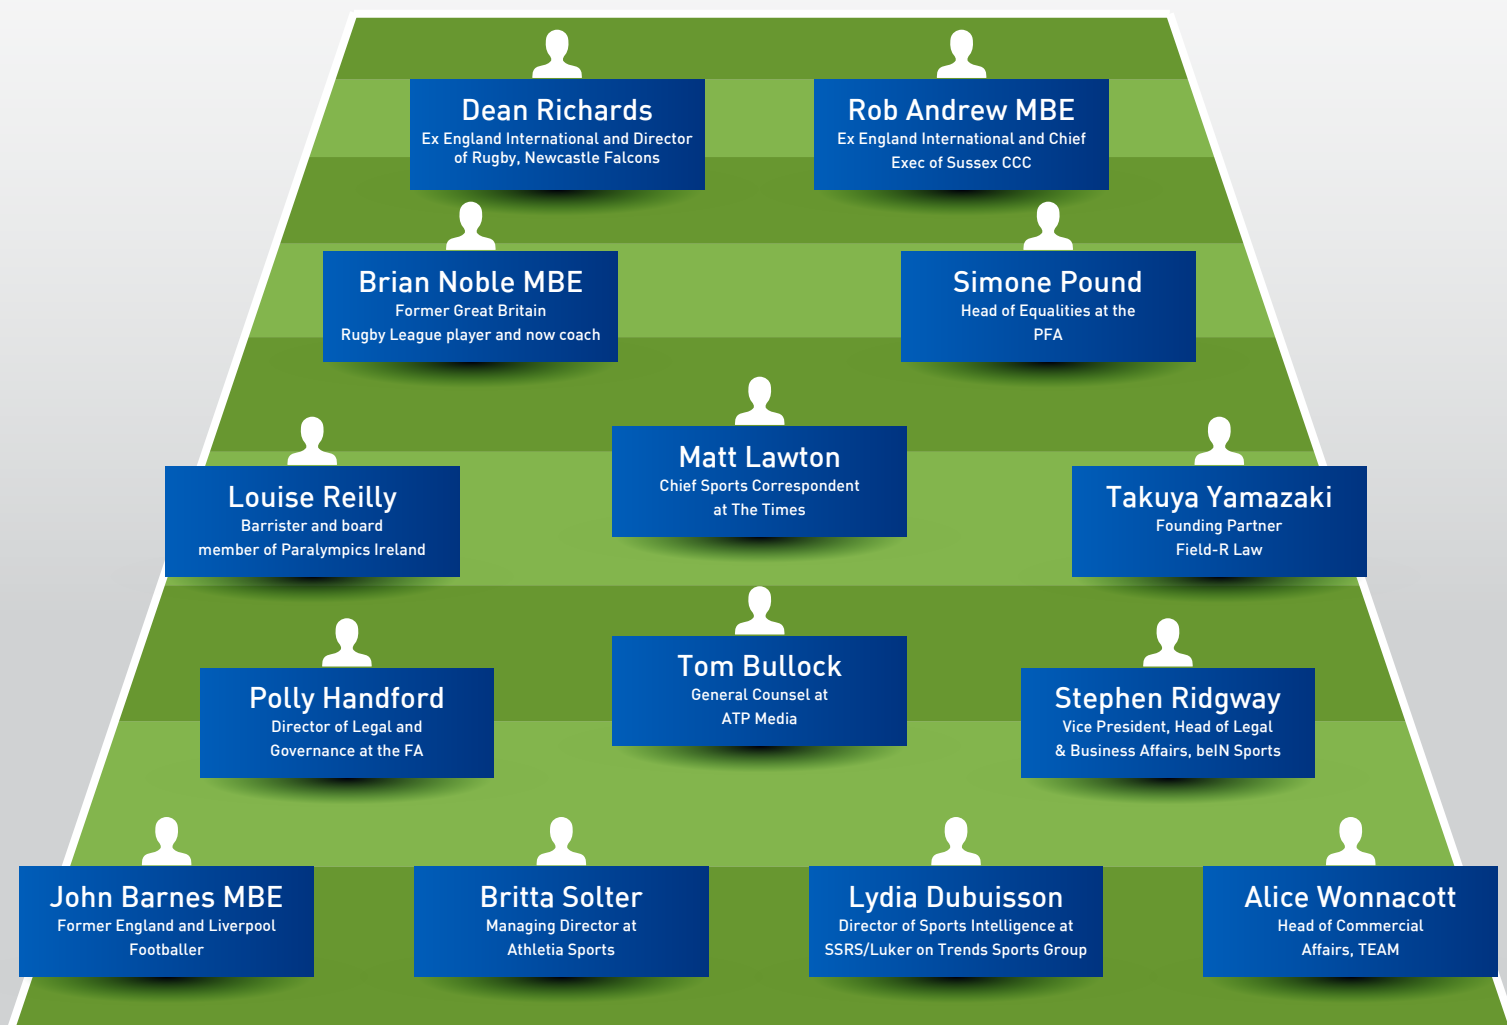 Dean Richards
Ex England International and Director
of Rugby, Newcastle Falcons
Rob Andrew MBE
Ex England International and Chief
Exec of Sussex CCC
Brian Noble MBE
Former Great Britain
Rugby League player and now coach
Simone Pound
Head of Equalities at the
PFA
Matt Lawton
Chief Sports Correspondent
at The Times
Louise Reilly
Barrister and board
member of Paralympics Ireland
Takuya Yamazaki
Founding Partner
Field-R Law
Tom Bullock
General Counsel at
ATP Media
Polly Handford
Director of Legal and
Governance at the FA
Stephen Ridgway
Vice President, Head of Legal
& Business Affairs, beIN Sports
John Barnes MBE
Former England and Liverpool
Footballer
Britta Solter
Managing Director at
Athletia Sports
Lydia Dubuisson
Director of Sports Intelligence at
SSRS/Luker on Trends Sports Group
Alice Wonnacott
Head of Commercial
Affairs, TEAM